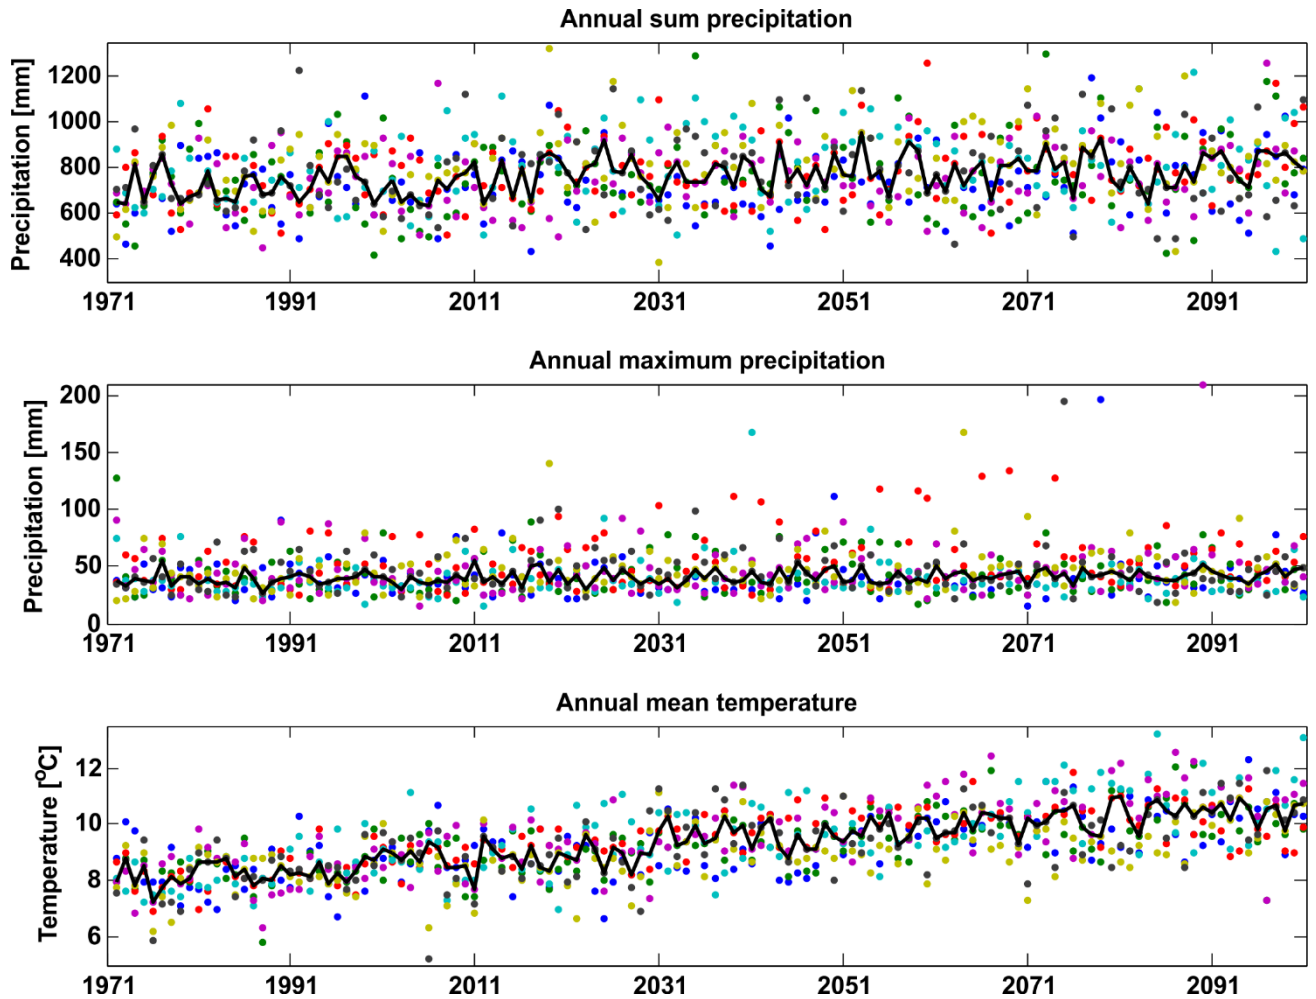 Annual sum precipitation
Precipitation [mm]
1200
1000
800
600
400
1971 1991 2011 2031 2051 2071 2091
Annual maximum precipitation
Precipitation [mm]
200
150
100
50
0
1971 1991 2011 2031 2051 2071 2091
Annual mean temperature
Temperature [°C]
12
10
8
6
1971 1991 2011 2031 2051 2071 2091